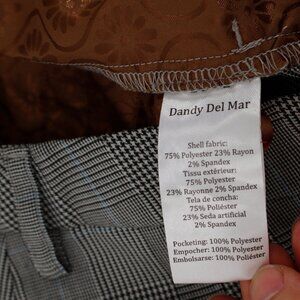 Dandy Del Mar
Shell fabric:
75% Polyester 23% Rayon
2% Spandex
Tissu extérieur:
75% Polyester
23% Rayonne 2% Spandex
Tela de concha:
75% Poliéster
23% Seda artificial
2% Spandex
Pocketing: 100% Polyester
Empocher: 100% Polyester
Embolsarse: 100% Poliéster